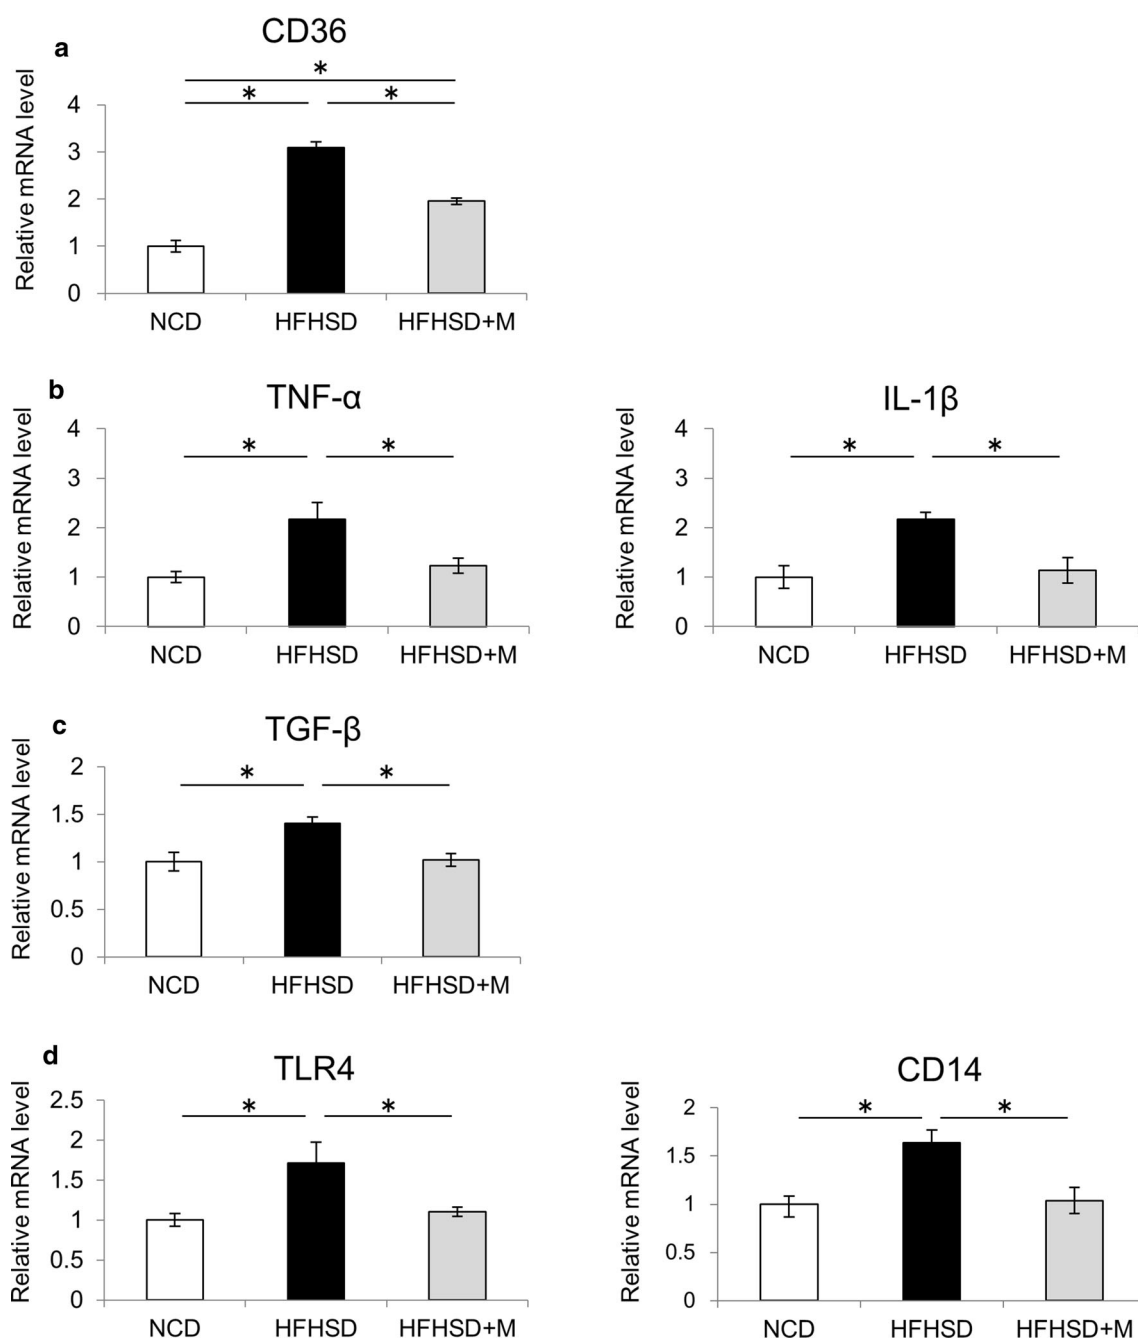 a
CD36
*
* *
Relative mRNA level
4
3
2
1
0
NCD HFHSD HFHSD+M
b
TNF-α
* *
Relative mRNA level
4
3
2
1
0
NCD HFHSD HFHSD+M
IL-1β
* *
Relative mRNA level
4
3
2
1
0
NCD HFHSD HFHSD+M
c
TGF-β
* *
Relative mRNA level
2
1.5
1
0.5
0
NCD HFHSD HFHSD+M
d
TLR4
* *
Relative mRNA level
2.5
2
1.5
1
0.5
0
NCD HFHSD HFHSD+M
CD14
* *
Relative mRNA level
2
1.5
1
0.5
0
NCD HFHSD HFHSD+M